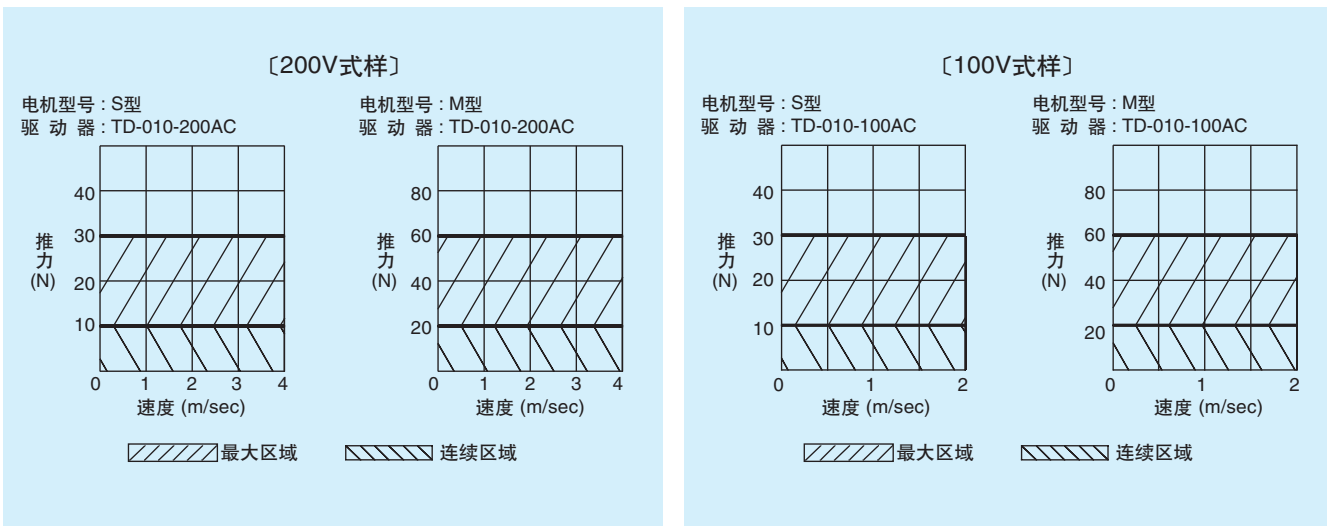 〔200V式样〕
电机型号 : S型
驱 动 器 : TD-010-200AC
40
30
20
10
推力
(N)
0 1 2 3 4
速度 (m/sec)
电机型号 : M型
驱 动 器 : TD-010-200AC
80
60
40
20
推力
(N)
0 1 2 3 4
速度 (m/sec)
最大区域
连续区域
〔100V式样〕
电机型号 : S型
驱 动 器 : TD-010-100AC
40
30
20
10
推力
(N)
0 1 2
速度 (m/sec)
电机型号 : M型
驱 动 器 : TD-010-100AC
80
60
40
20
推力
(N)
0 1 2
速度 (m/sec)
最大区域
连续区域